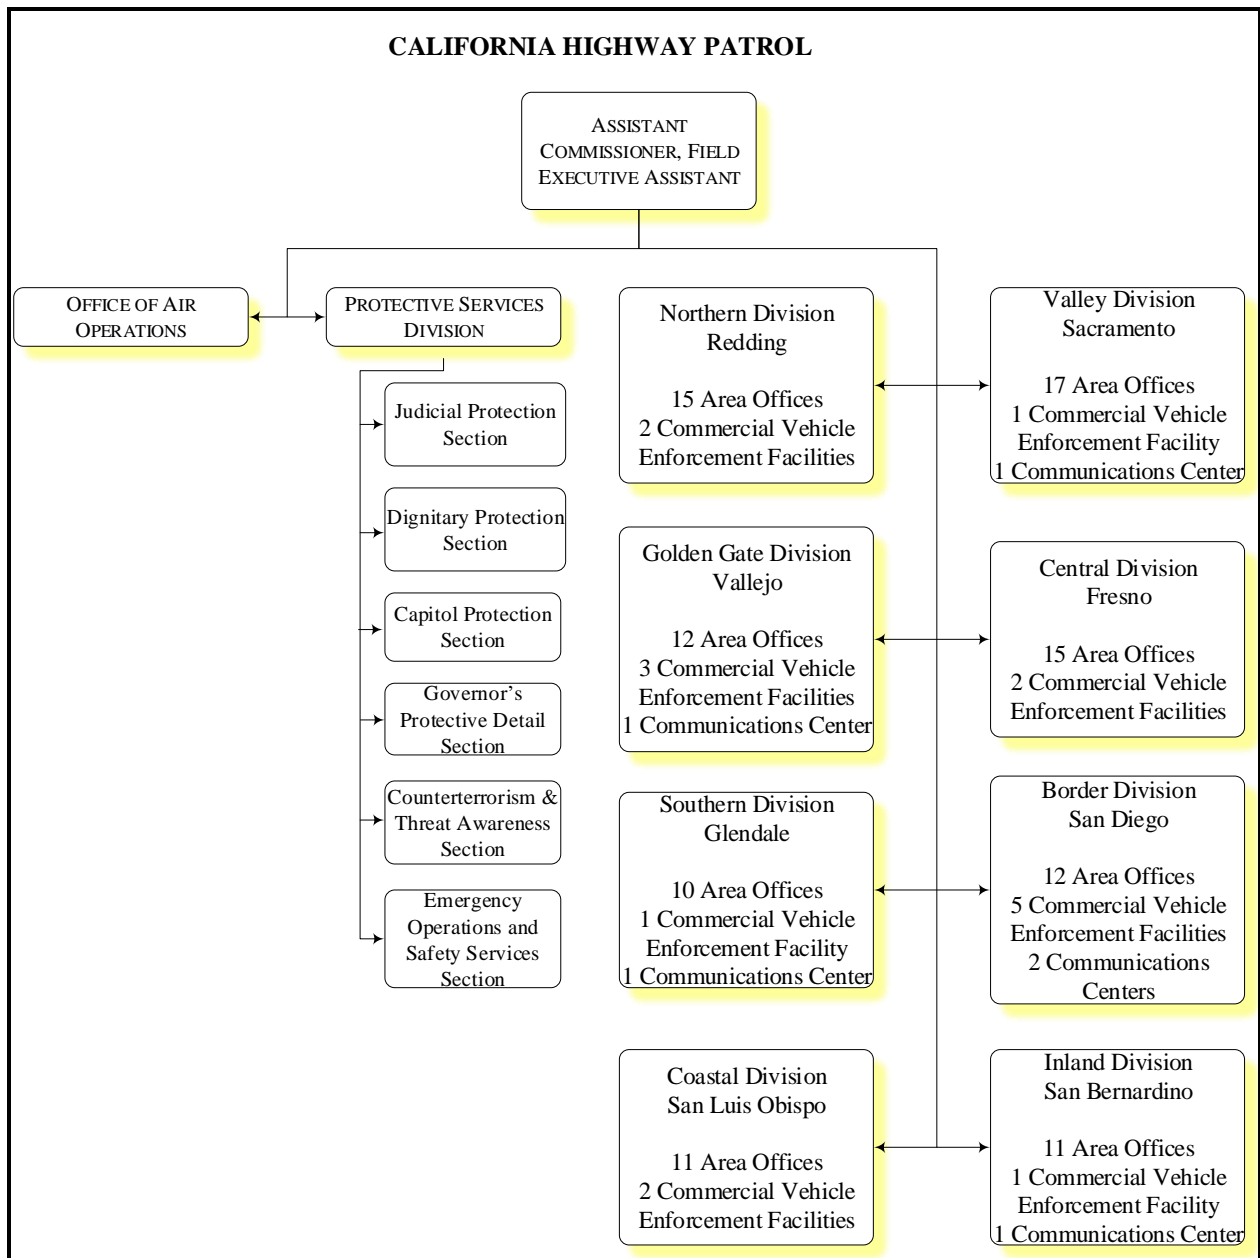 CALIFORNIA HIGHWAY PATROL
ASSISTANT
COMMISSIONER, FIELD
EXECUTIVE ASSISTANT
OFFICE OF AIR
OPERATIONS
PROTECTIVE SERVICES
DIVISION
Judicial Protection
Section
Dignitary Protection
Section
Capitol Protection
Section
Governor's
Protective Detail
Section
Counterterrorism &
Threat Awareness
Section
Emergency
Operations and
Safety Services
Section
Northern Division
Redding
15 Area Offices
2 Commercial Vehicle
Enforcement Facilities
Valley Division
Sacramento
17 Area Offices
1 Commercial Vehicle
Enforcement Facility
1 Communications Center
Golden Gate Division
Vallejo
12 Area Offices
3 Commercial Vehicle
Enforcement Facilities
1 Communications Center
Central Division
Fresno
15 Area Offices
2 Commercial Vehicle
Enforcement Facilities
Southern Division
Glendale
10 Area Offices
1 Commercial Vehicle
Enforcement Facility
1 Communications Center
Border Division
San Diego
12 Area Offices
5 Commercial Vehicle
Enforcement Facilities
2 Communications
Centers
Coastal Division
San Luis Obispo
11 Area Offices
2 Commercial Vehicle
Enforcement Facilities
Inland Division
San Bernardino
11 Area Offices
1 Commercial Vehicle
Enforcement Facility
1 Communications Center